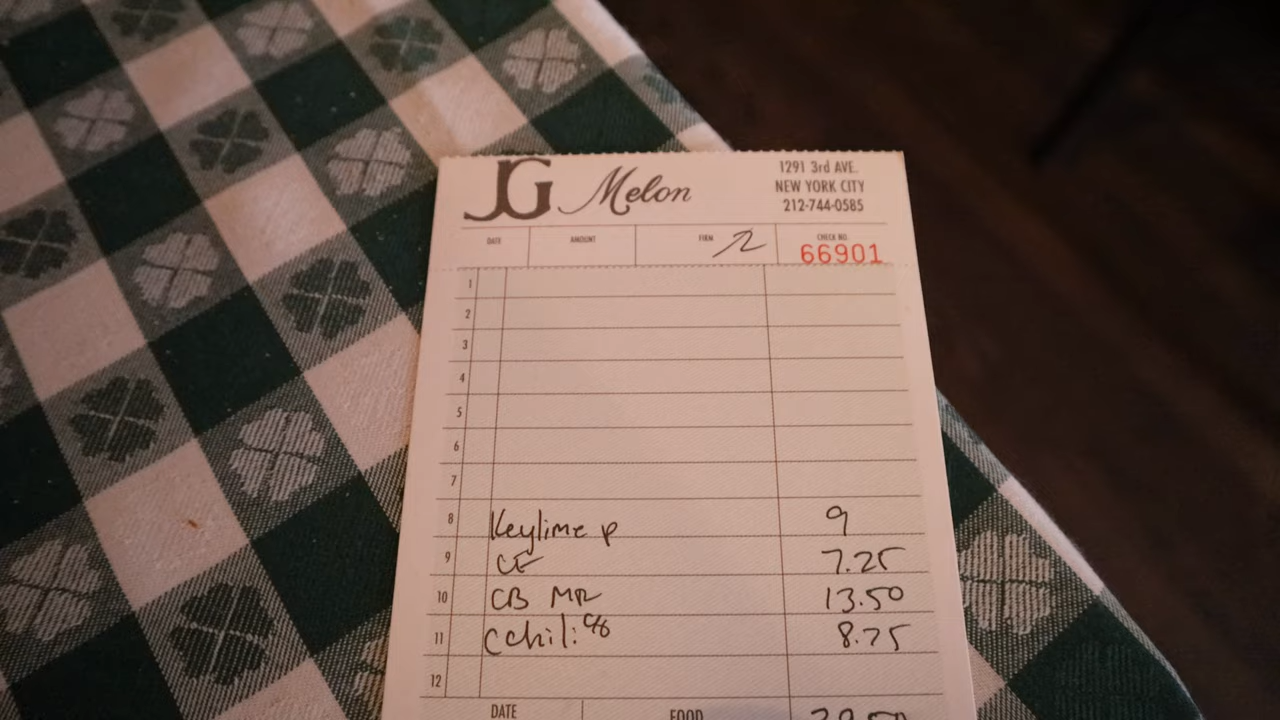 JG Melon
1291 3rd AVE.
NEW YORK CITY
212-744-0585
DATE AMOUNT FIRM CHECK NO.
66901
1
2
3
4
5
6
7
8 Keylime p 9
9 CF 7.25
10 CB MR 13.50
11 Cchili 8.75
12
DATE FOOD